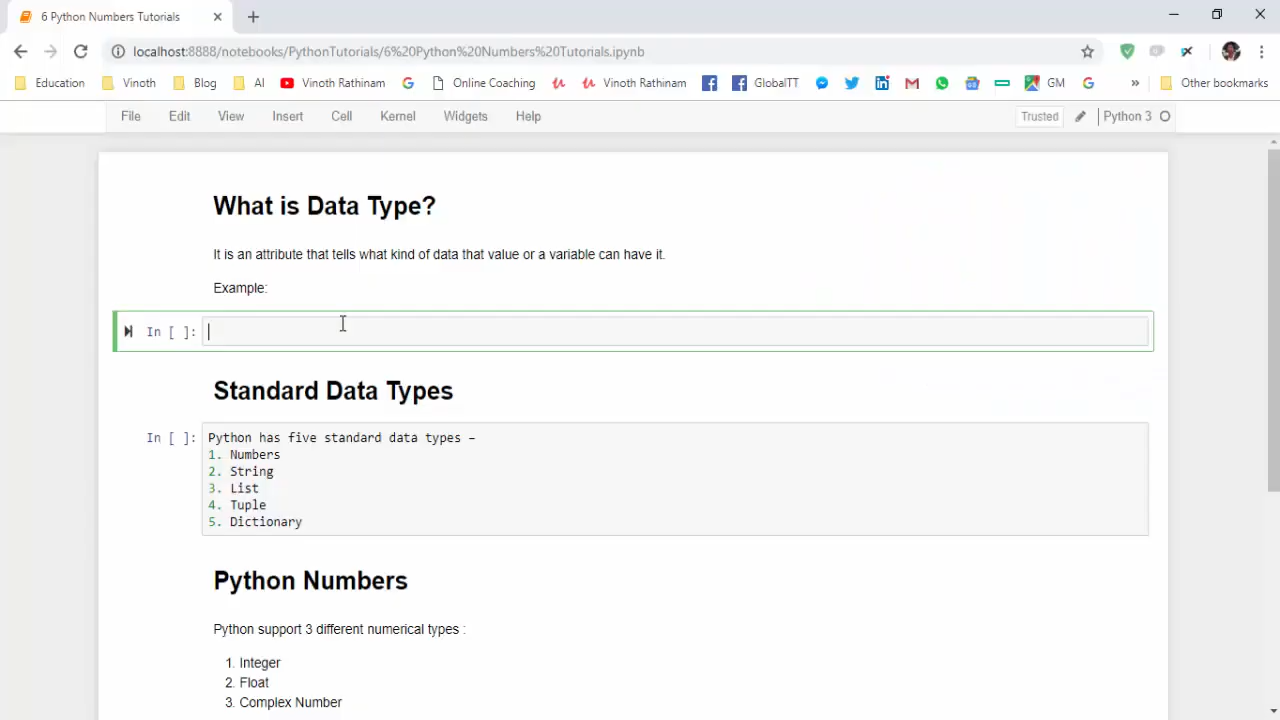 6 Python Numbers Tutorials
localhost:8888/notebooks/PythonTutorials/6%20Python%20Numbers%20Tutorials.ipynb
Education Vinoth Blog AI Vinoth Rathinam Online Coaching Vinoth Rathinam GlobalTT GM » Other bookmarks
File Edit View Insert Cell Kernel Widgets Help Trusted Python 3
What is Data Type?
It is an attribute that tells what kind of data that value or a variable can have it.
Example:
In [ ]:
Standard Data Types
In [ ]: Python has five standard data types –
1. Numbers
2. String
3. List
4. Tuple
5. Dictionary
Python Numbers
Python support 3 different numerical types :
1. Integer
2. Float
3. Complex Number